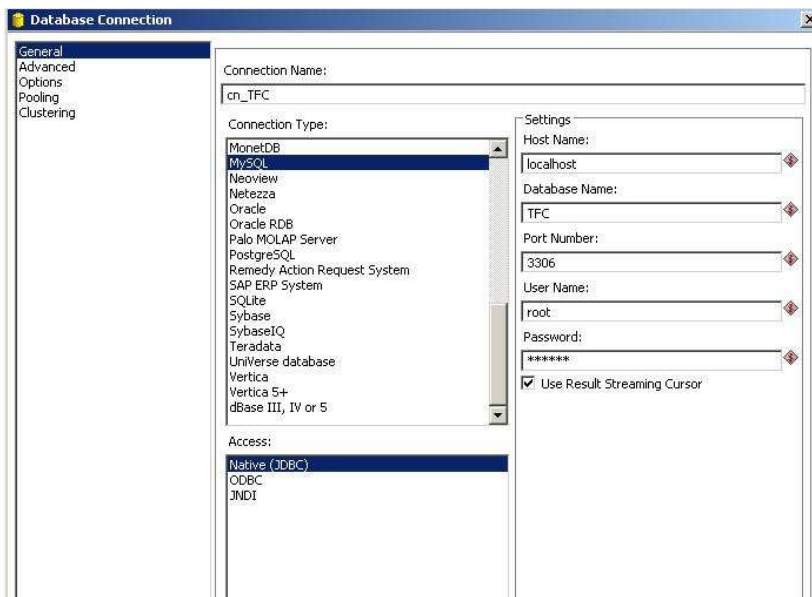 Database Connection
General
Advanced
Options
Pooling
Clustering
Connection Name:
cn_TFC
Connection Type:
MonetDB
MySQL
Neoview
Netezza
Oracle
Oracle RDB
Palo MOLAP Server
PostgreSQL
Remedy Action Request System
SAP ERP System
SQLite
Sybase
SybaseIQ
Teradata
UniVerse database
Vertica
Vertica 5+
dBase III, IV or 5
Access:
Native (JDBC)
ODBC
JNDI
Settings
Host Name:
localhost
Database Name:
TFC
Port Number:
3306
User Name:
root
Password:
******
Use Result Streaming Cursor